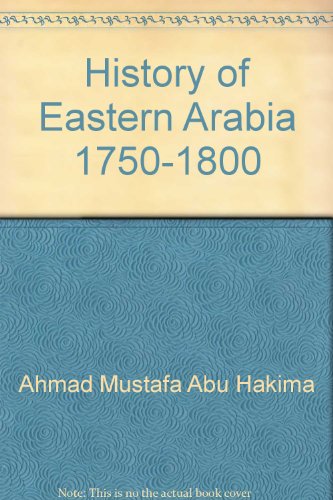 History of
Eastern Arabia
1750-1800
Ahmad Mustafa Abu Hakima
Note: This is no the actual book cover